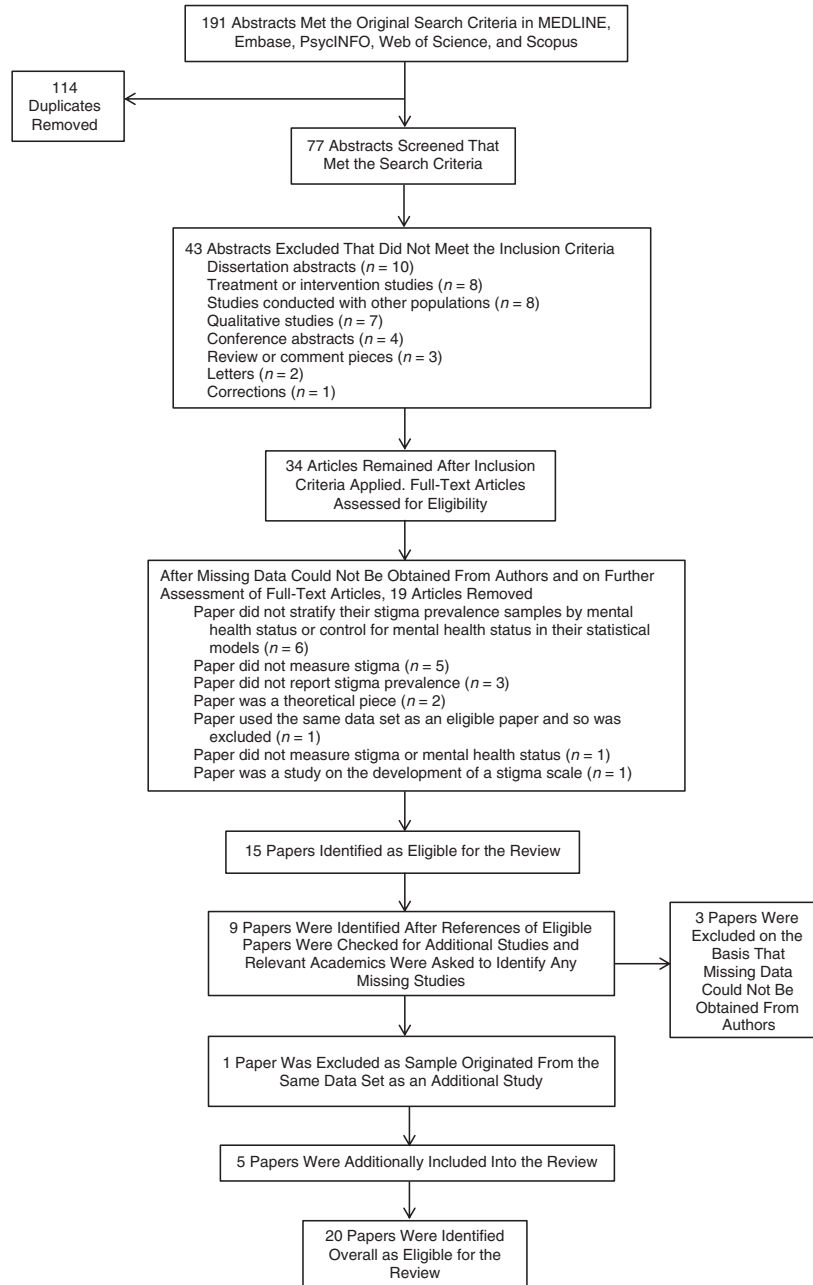 191 Abstracts Met the Original Search Criteria in MEDLINE,
Embase, PsycINFO, Web of Science, and Scopus
114
Duplicates
Removed
77 Abstracts Screened That
Met the Search Criteria
43 Abstracts Excluded That Did Not Meet the Inclusion Criteria
Dissertation abstracts (n = 10)
Treatment or intervention studies (n = 8)
Studies conducted with other populations (n = 8)
Qualitative studies (n = 7)
Conference abstracts (n = 4)
Review or comment pieces (n = 3)
Letters (n = 2)
Corrections (n = 1)
34 Articles Remained After Inclusion
Criteria Applied. Full-Text Articles
Assessed for Eligibility
After Missing Data Could Not Be Obtained From Authors and on Further
Assessment of Full-Text Articles, 19 Articles Removed
Paper did not stratify their stigma prevalence samples by mental
health status or control for mental health status in their statistical
models (n = 6)
Paper did not measure stigma (n = 5)
Paper did not report stigma prevalence (n = 3)
Paper was a theoretical piece (n = 2)
Paper used the same data set as an eligible paper and so was
excluded (n = 1)
Paper did not measure stigma or mental health status (n = 1)
Paper was a study on the development of a stigma scale (n = 1)
15 Papers Identified as Eligible for the Review
9 Papers Were Identified After References of Eligible
Papers Were Checked for Additional Studies and
Relevant Academics Were Asked to Identify Any
Missing Studies
3 Papers Were
Excluded on the
Basis That
Missing Data
Could Not Be
Obtained From
Authors
1 Paper Was Excluded as Sample Originated From the
Same Data Set as an Additional Study
5 Papers Were Additionally Included Into the Review
20 Papers Were Identified
Overall as Eligible for the
Review